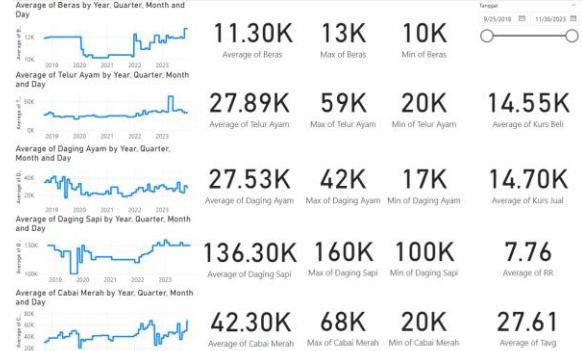 Average of Beras by Year, Quarter, Month and
Day
12K
10K
2019 2020 2021 2022 2023
11.30K
Average of Beras
13K
Max of Beras
10K
Min of Beras
Tanggal
9/25/2018 11/30/2023
Average of Telur Ayam by Year, Quarter, Month
and Day
50K
0K
2019 2020 2021 2022 2023
27.89K
Average of Telur Ayam
59K
Max of Telur Ayam
20K
Min of Telur Ayam
14.55K
Average of Kurs Beli
Average of Daging Ayam by Year, Quarter,
Month and Day
40K
20K
2019 2020 2021 2022 2023
27.53K
Average of Daging Ayam
42K
Max of Daging Ayam
17K
Min of Daging Ayam
14.70K
Average of Kurs Jual
Average of Daging Sapi by Year, Quarter, Month
and Day
150K
100K
2019 2020 2021 2022 2023
136.30K
Average of Daging Sapi
160K
Max of Daging Sapi
100K
Min of Daging Sapi
7.76
Average of RR
Average of Cabai Merah by Year, Quarter, Month
and Day
80K
60K
40K
20K
42.30K
Average of Cabai Merah
68K
Max of Cabai Merah
20K
Min of Cabai Merah
27.61
Average of Tavg